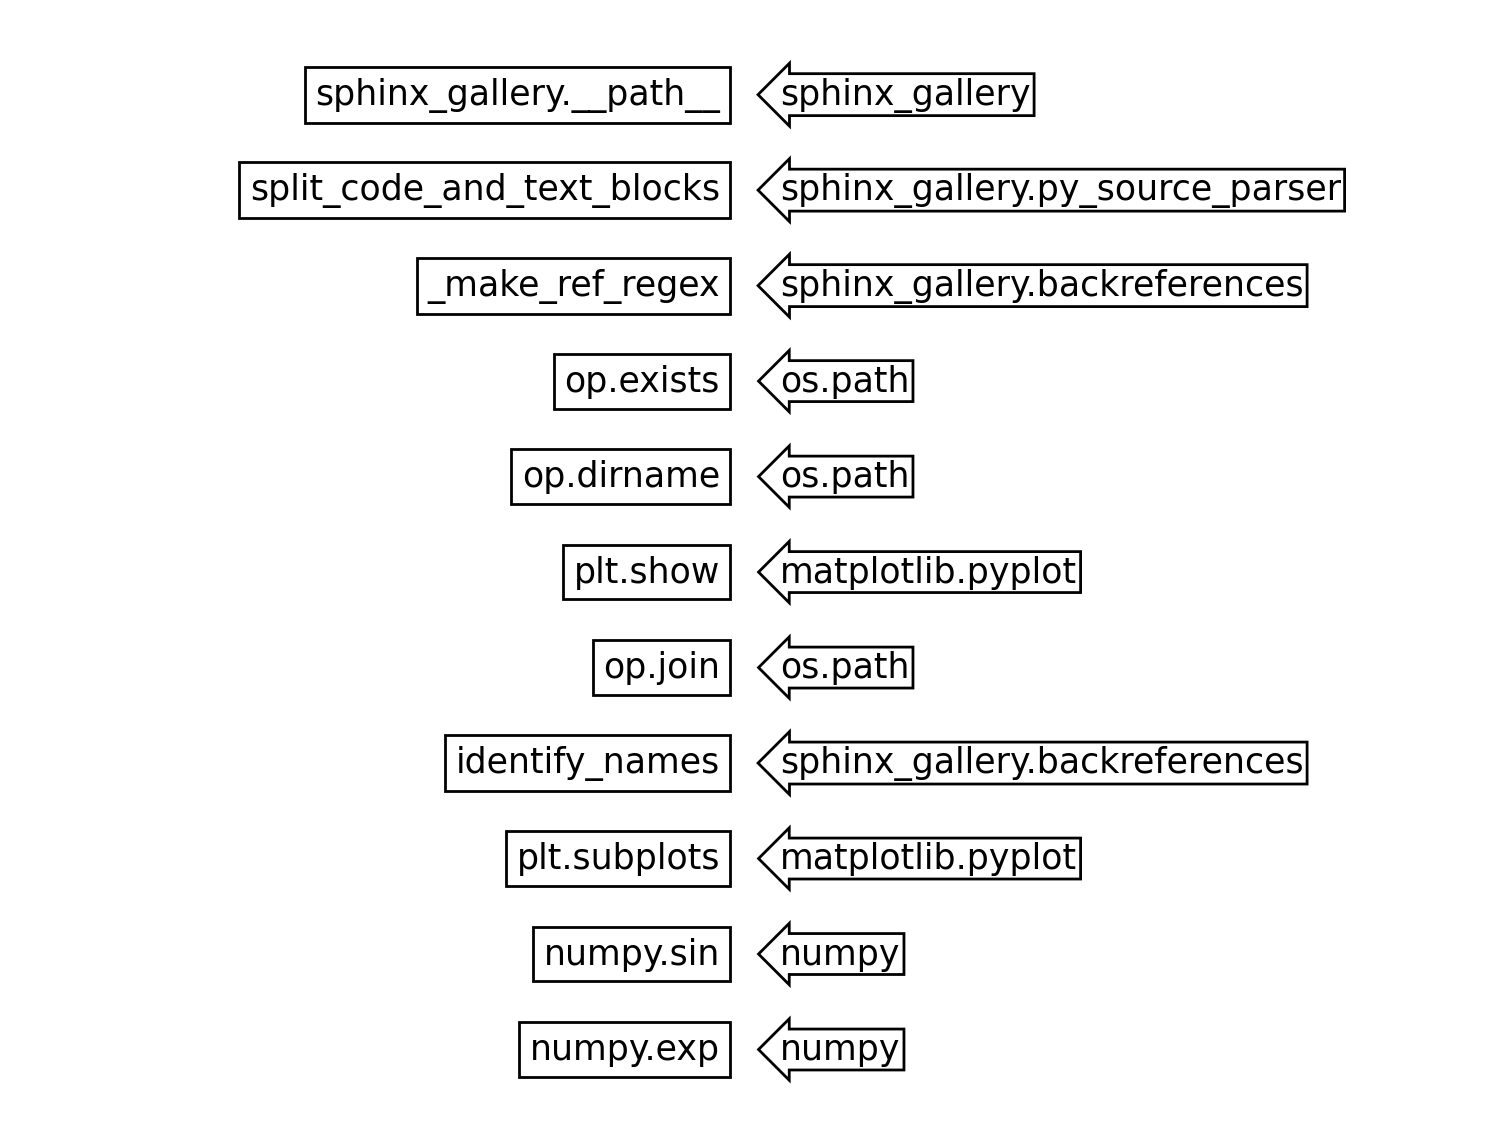 sphinx_gallery.__path__ sphinx_gallery
split_code_and_text_blocks sphinx_gallery.py_source_parser
_make_ref_regex sphinx_gallery.backreferences
op.exists os.path
op.dirname os.path
plt.show matplotlib.pyplot
op.join os.path
identify_names sphinx_gallery.backreferences
plt.subplots matplotlib.pyplot
numpy.sin numpy
numpy.exp numpy